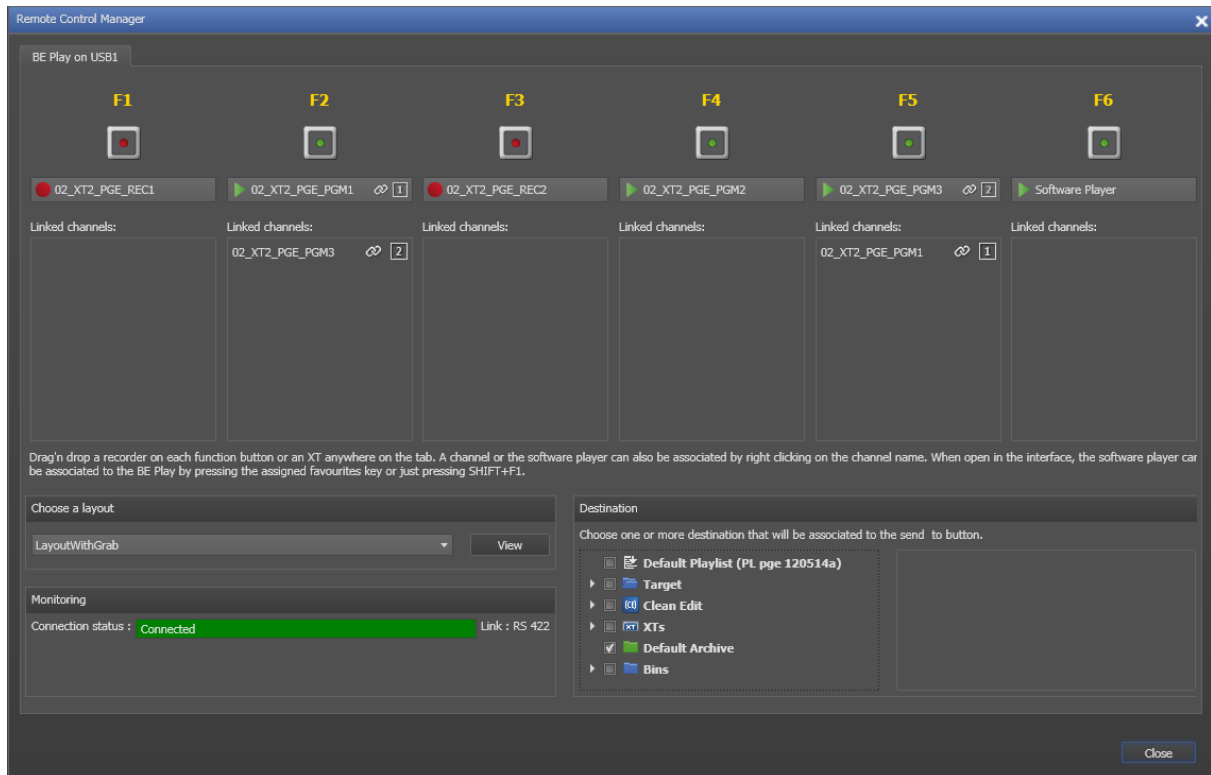 Remote Control Manager
BE Play on USB1
F1 F2 F3 F4 F5 F6
02_XT2_PGE_REC1 02_XT2_PGE_PGM1 1 02_XT2_PGE_REC2 02_XT2_PGE_PGM2 02_XT2_PGE_PGM3 2 Software Player
Linked channels: Linked channels: Linked channels: Linked channels: Linked channels: Linked channels:
02_XT2_PGE_PGM3 2 02_XT2_PGE_PGM1 1
Drag'n drop a recorder on each function button or an XT anywhere on the tab. A channel or the software player can also be associated by right clicking on the channel name. When open in the interface, the software player car
be associated to the BE Play by pressing the assigned favourites key or just pressing SHIFT+F1.
Choose a layout
LayoutWithGrab View
Monitoring
Connection status : Connected Link : RS 422
Destination
Choose one or more destination that will be associated to the send to button.
Default Playlist (PL pge 120514a)
Target
Clean Edit
XT XTs
Default Archive
Bins
Close